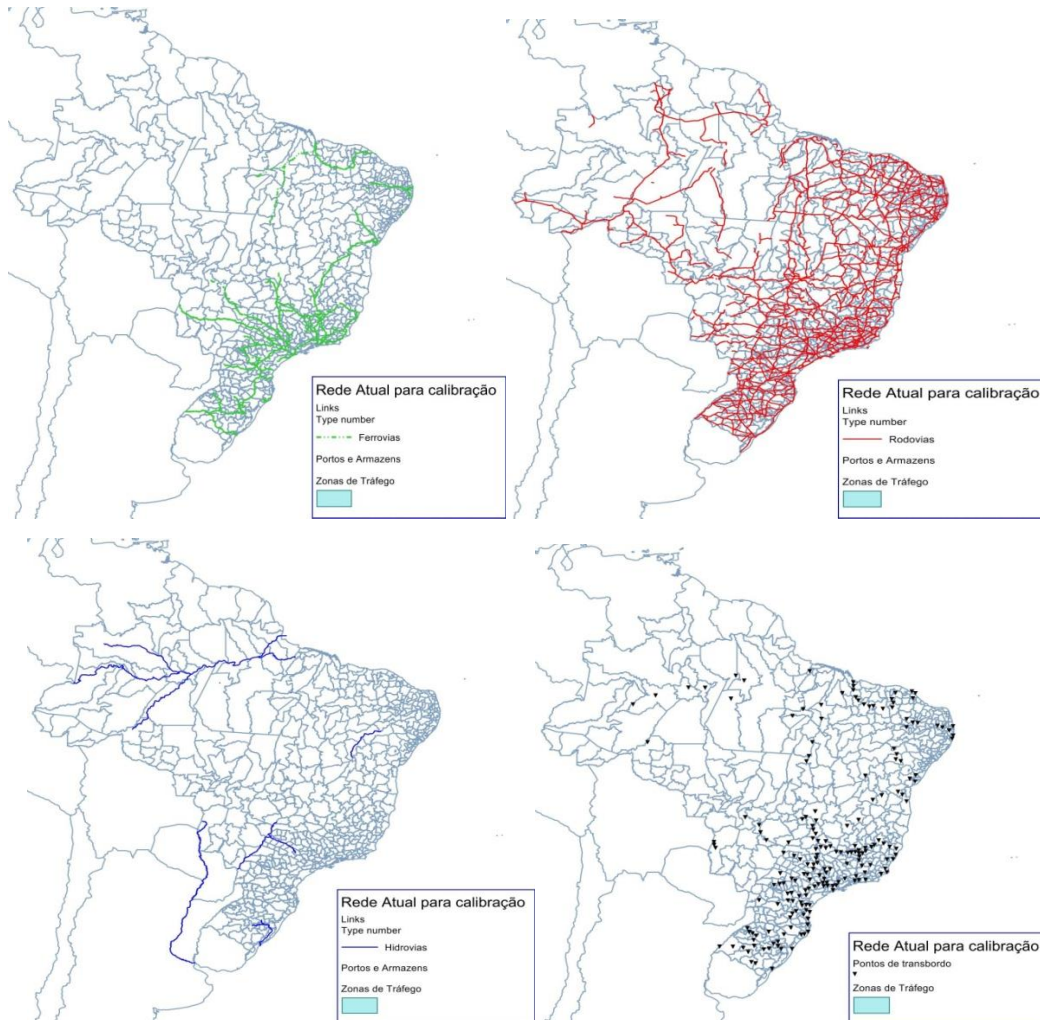 Rede Atual para calibração
Links
Type number
Ferrovias
Portos e Armazens
Zonas de Tráfego
Rede Atual para calibração
Links
Type number
Rodovias
Portos e Armazens
Zonas de Tráfego
Rede Atual para calibração
Links
Type number
Hidrovias
Portos e Armazens
Zonas de Tráfego
Rede Atual para calibração
Pontos de transbordo
Zonas de Tráfego